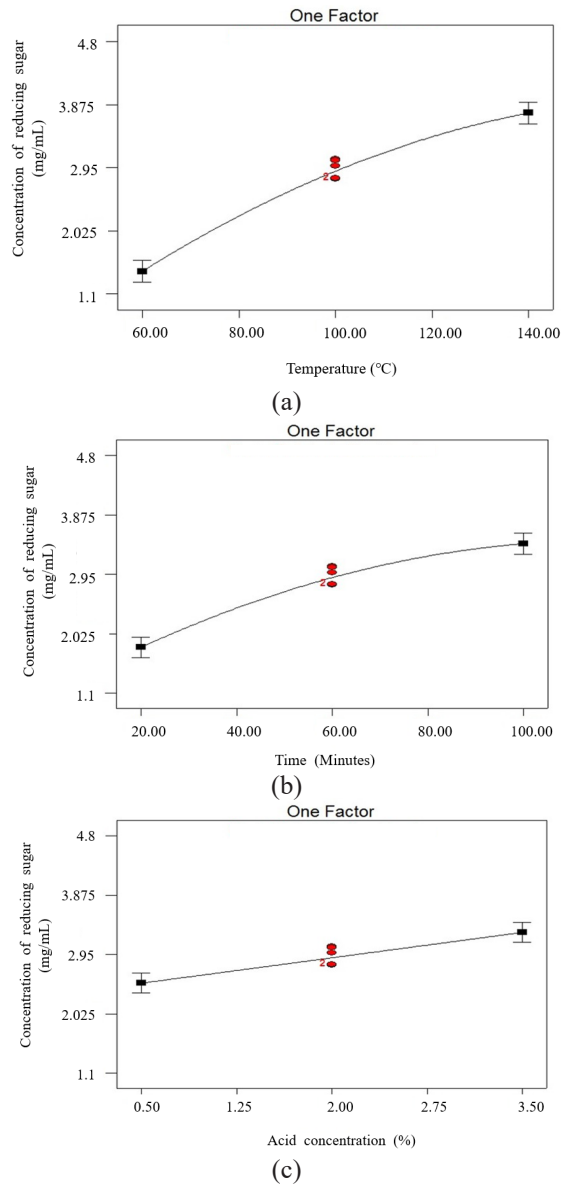 One Factor
Concentration of reducing sugar
(mg/mL)
4.8
3.875
2.95
2.025
1.1
2
60.00 80.00 100.00 120.00 140.00
Temperature (°C)
(a)
One Factor
Concentration of reducing sugar
(mg/mL)
4.8
3.875
2.95
2.025
1.1
2
20.00 40.00 60.00 80.00 100.00
Time (Minutes)
(b)
One Factor
Concentration of reducing sugar
(mg/mL)
4.8
3.875
2.95
2.025
1.1
2
0.50 1.25 2.00 2.75 3.50
Acid concentration (%)
(c)